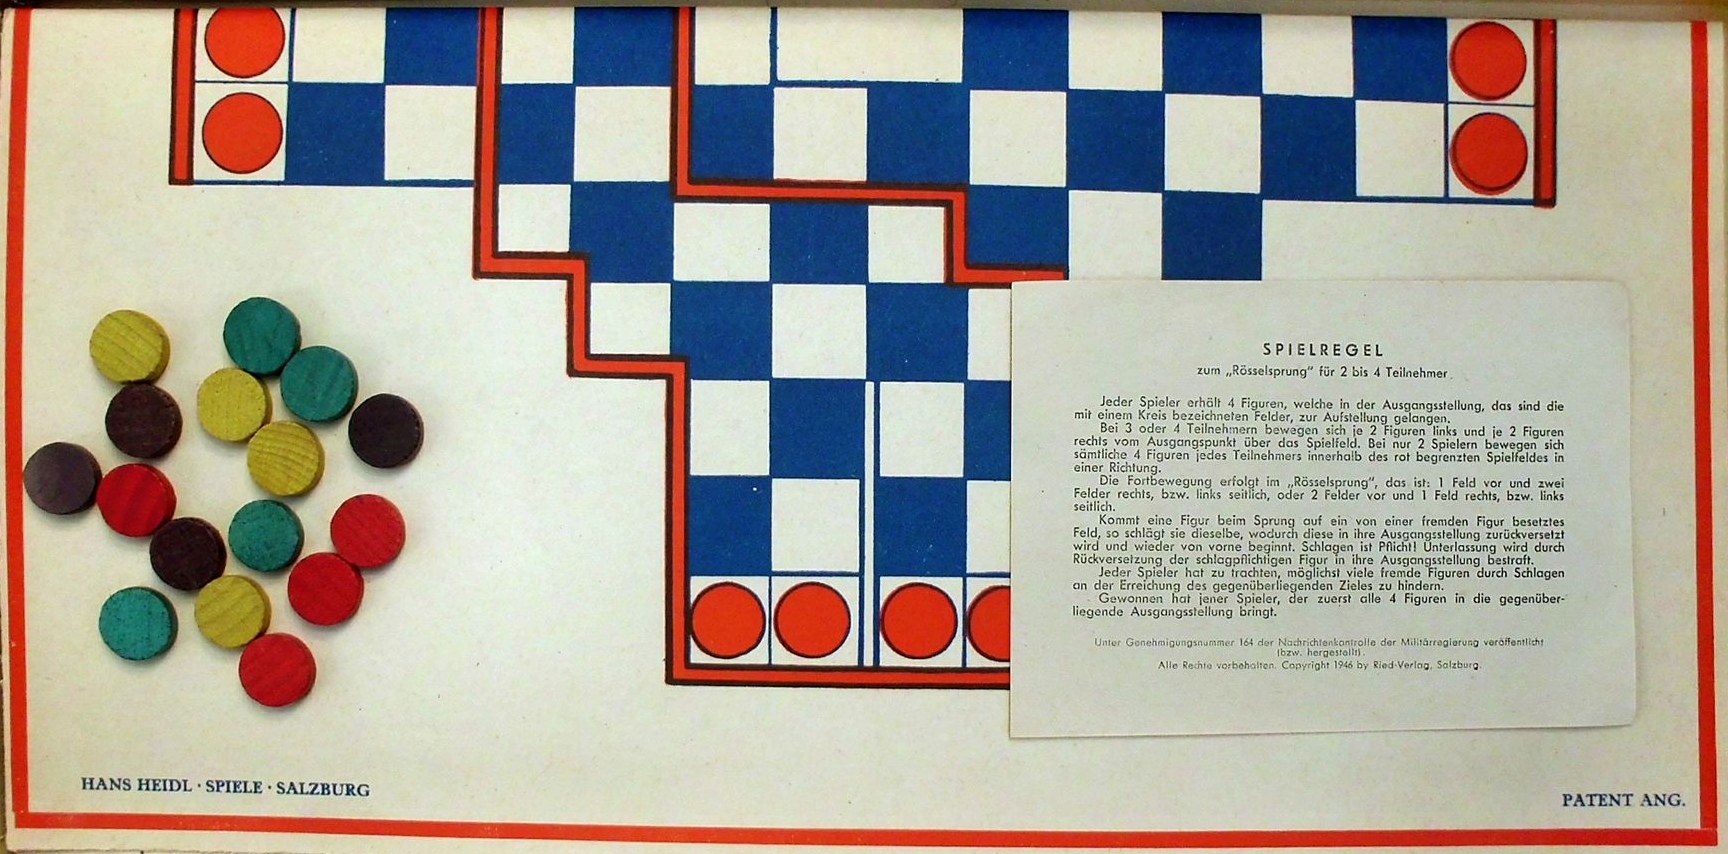 SPIELREGEL
zum „Rösselsprung“ für 2 bis 4 Teilnehmer.
Jeder Spieler erhält 4 Figuren, welche in der Ausgangsstellung, das sind die
mit einem Kreis bezeichneten Felder, zur Aufstellung gelangen.
Bei 3 oder 4 Teilnehmern bewegen sich je 2 Figuren links und je 2 Figuren
rechts vom Ausgangspunkt über das Spielfeld. Bei nur 2 Spielern bewegen sich
sämtliche 4 Figuren jedes Teilnehmers innerhalb des rot begrenzten Spielfeldes in
einer Richtung.
Die Fortbewegung erfolgt im „Rösselsprung“, das ist: 1 Feld vor und zwei
Felder rechts, bzw. links seitlich, oder 2 Felder vor und 1 Feld rechts, bzw. links
seitlich.
Kommt eine Figur beim Sprung auf ein von einer fremden Figur besetztes
Feld, so schlägt sie dieselbe, wodurch diese in ihre Ausgangsstellung zurückversetzt
wird und wieder von vorne beginnt. Schlagen ist Pflicht! Unterlassung wird durch
Rückversetzung der schlagpflichtigen Figur in ihre Ausgangsstellung bestraft.
Jeder Spieler hat zu trachten, möglichst viele fremde Figuren durch Schlagen
an der Erreichung des gegenüberliegenden Zieles zu hindern.
Gewonnen hat jener Spieler, der zuerst alle 4 Figuren in die gegenüber-
liegende Ausgangsstellung bringt.
Unter Genehmigungsnummer 164 der Nachrichtenkontrolle der Militärregierung veröffentlicht
(bzw. hergestellt).
Alle Rechte vorbehalten. Copyright 1946 by Ried-Verlag, Salzburg.
HANS HEIDL · SPIELE · SALZBURG
PATENT ANG.